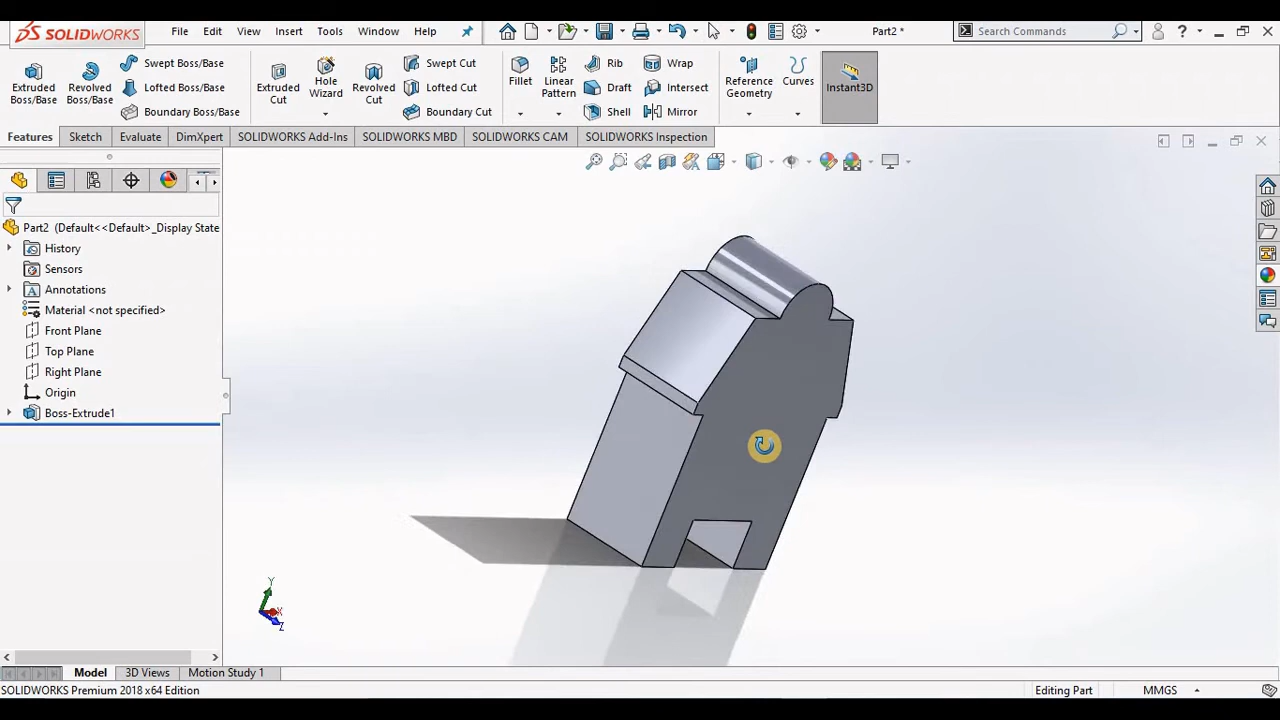 SOLIDWORKS File Edit View Insert Tools Window Help Part2 * Search Commands ?
Extruded Boss/Base
Revolved Boss/Base
Swept Boss/Base
Lofted Boss/Base
Boundary Boss/Base
Extruded Cut
Hole Wizard
Revolved Cut
Swept Cut
Lofted Cut
Boundary Cut
Fillet
Linear Pattern
Rib
Draft
Shell
Wrap
Intersect
Mirror
Reference Geometry
Curves
Instant3D
Features Sketch Evaluate DimXpert SOLIDWORKS Add-Ins SOLIDWORKS MBD SOLIDWORKS CAM SOLIDWORKS Inspection
Part2 (Default<<Default>_Display State
History
Sensors
Annotations
Material <not specified>
Front Plane
Top Plane
Right Plane
Origin
Boss-Extrude1
Y
X
Z
Model 3D Views Motion Study 1
SOLIDWORKS Premium 2018 x64 Edition Editing Part MMGS